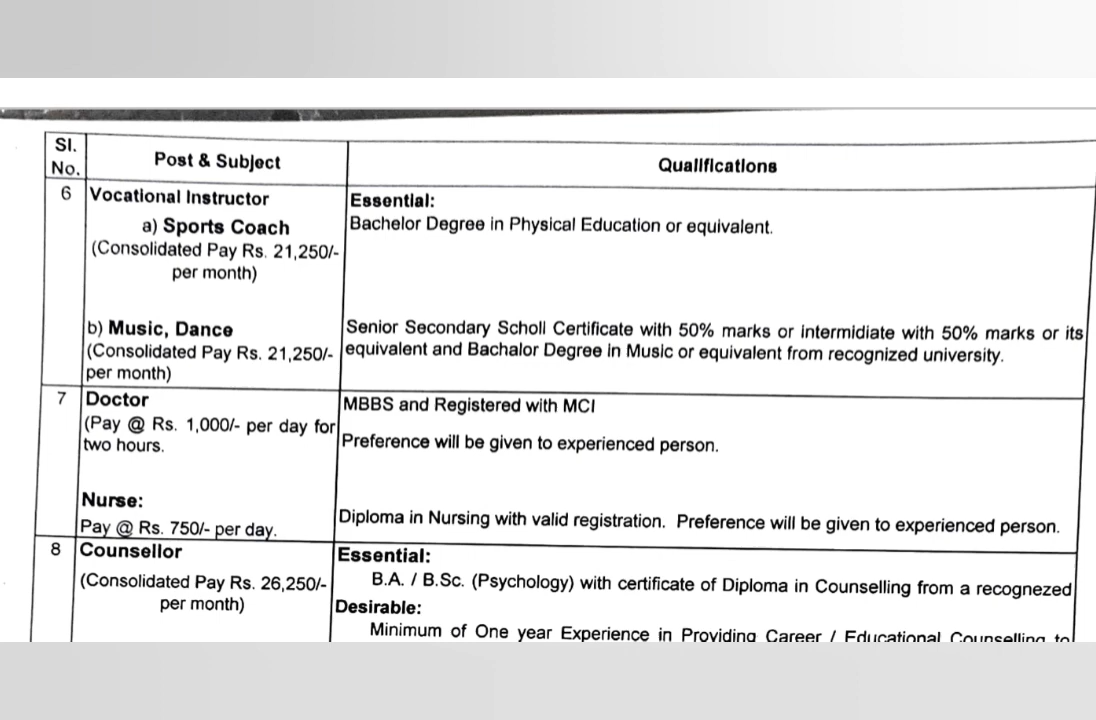 Sl.
No.
Post & Subject
Qualifications
6
Vocational Instructor
a) Sports Coach
(Consolidated Pay Rs. 21,250/-
per month)
Essential:
Bachelor Degree in Physical Education or equivalent.
b) Music, Dance
(Consolidated Pay Rs. 21,250/-
per month)
Senior Secondary Scholl Certificate with 50% marks or intermidiate with 50% marks or its
equivalent and Bachalor Degree in Music or equivalent from recognized university.
7
Doctor
(Pay @ Rs. 1,000/- per day for
two hours.
MBBS and Registered with MCI
Preference will be given to experienced person.
Nurse:
Pay @ Rs. 750/- per day.
Diploma in Nursing with valid registration. Preference will be given to experienced person.
8
Counsellor
(Consolidated Pay Rs. 26,250/-
per month)
Essential:
B.A. / B.Sc. (Psychology) with certificate of Diploma in Counselling from a recognezed
Desirable:
Minimum of One year Experience in Providing Career / Educational Counselling to